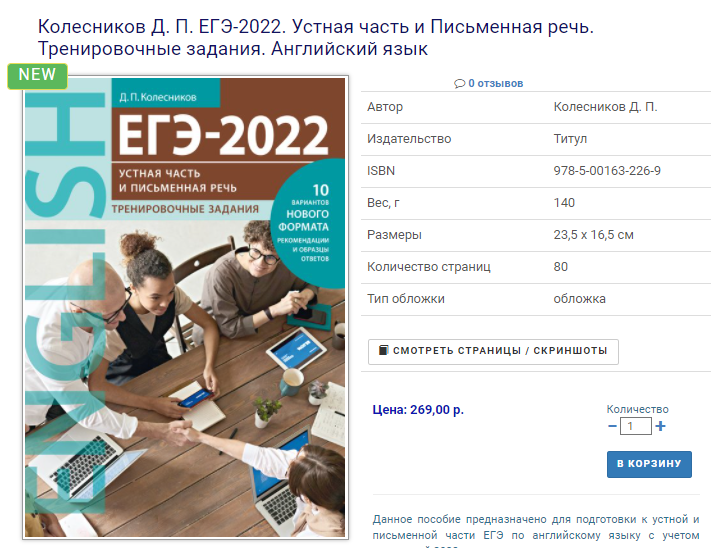 Колесников Д. П. ЕГЭ-2022. Устная часть и Письменная речь.
Тренировочные задания. Английский язык
NEW
ENGLISH
Д. П. Колесников
ЕГЭ-2022
УСТНАЯ ЧАСТЬ
И ПИСЬМЕННАЯ РЕЧЬ
ТРЕНИРОВОЧНЫЕ ЗАДАНИЯ
10
ВАРИАНТОВ
НОВОГО
ФОРМАТА
РЕКОМЕНДАЦИИ
И ОБРАЗЦЫ
ОТВЕТОВ
0 отзывов
Автор Колесников Д. П.
Издательство Титул
ISBN 978-5-00163-226-9
Вес, г 140
Размеры 23,5 x 16,5 см
Количество страниц 80
Тип обложки обложка
СМОТРЕТЬ СТРАНИЦЫ / СКРИНШОТЫ
Цена: 269,00 р.
Количество
− 1 +
В КОРЗИНУ
Данное пособие предназначено для подготовки к устной и
письменной части ЕГЭ по английскому языку с учетом